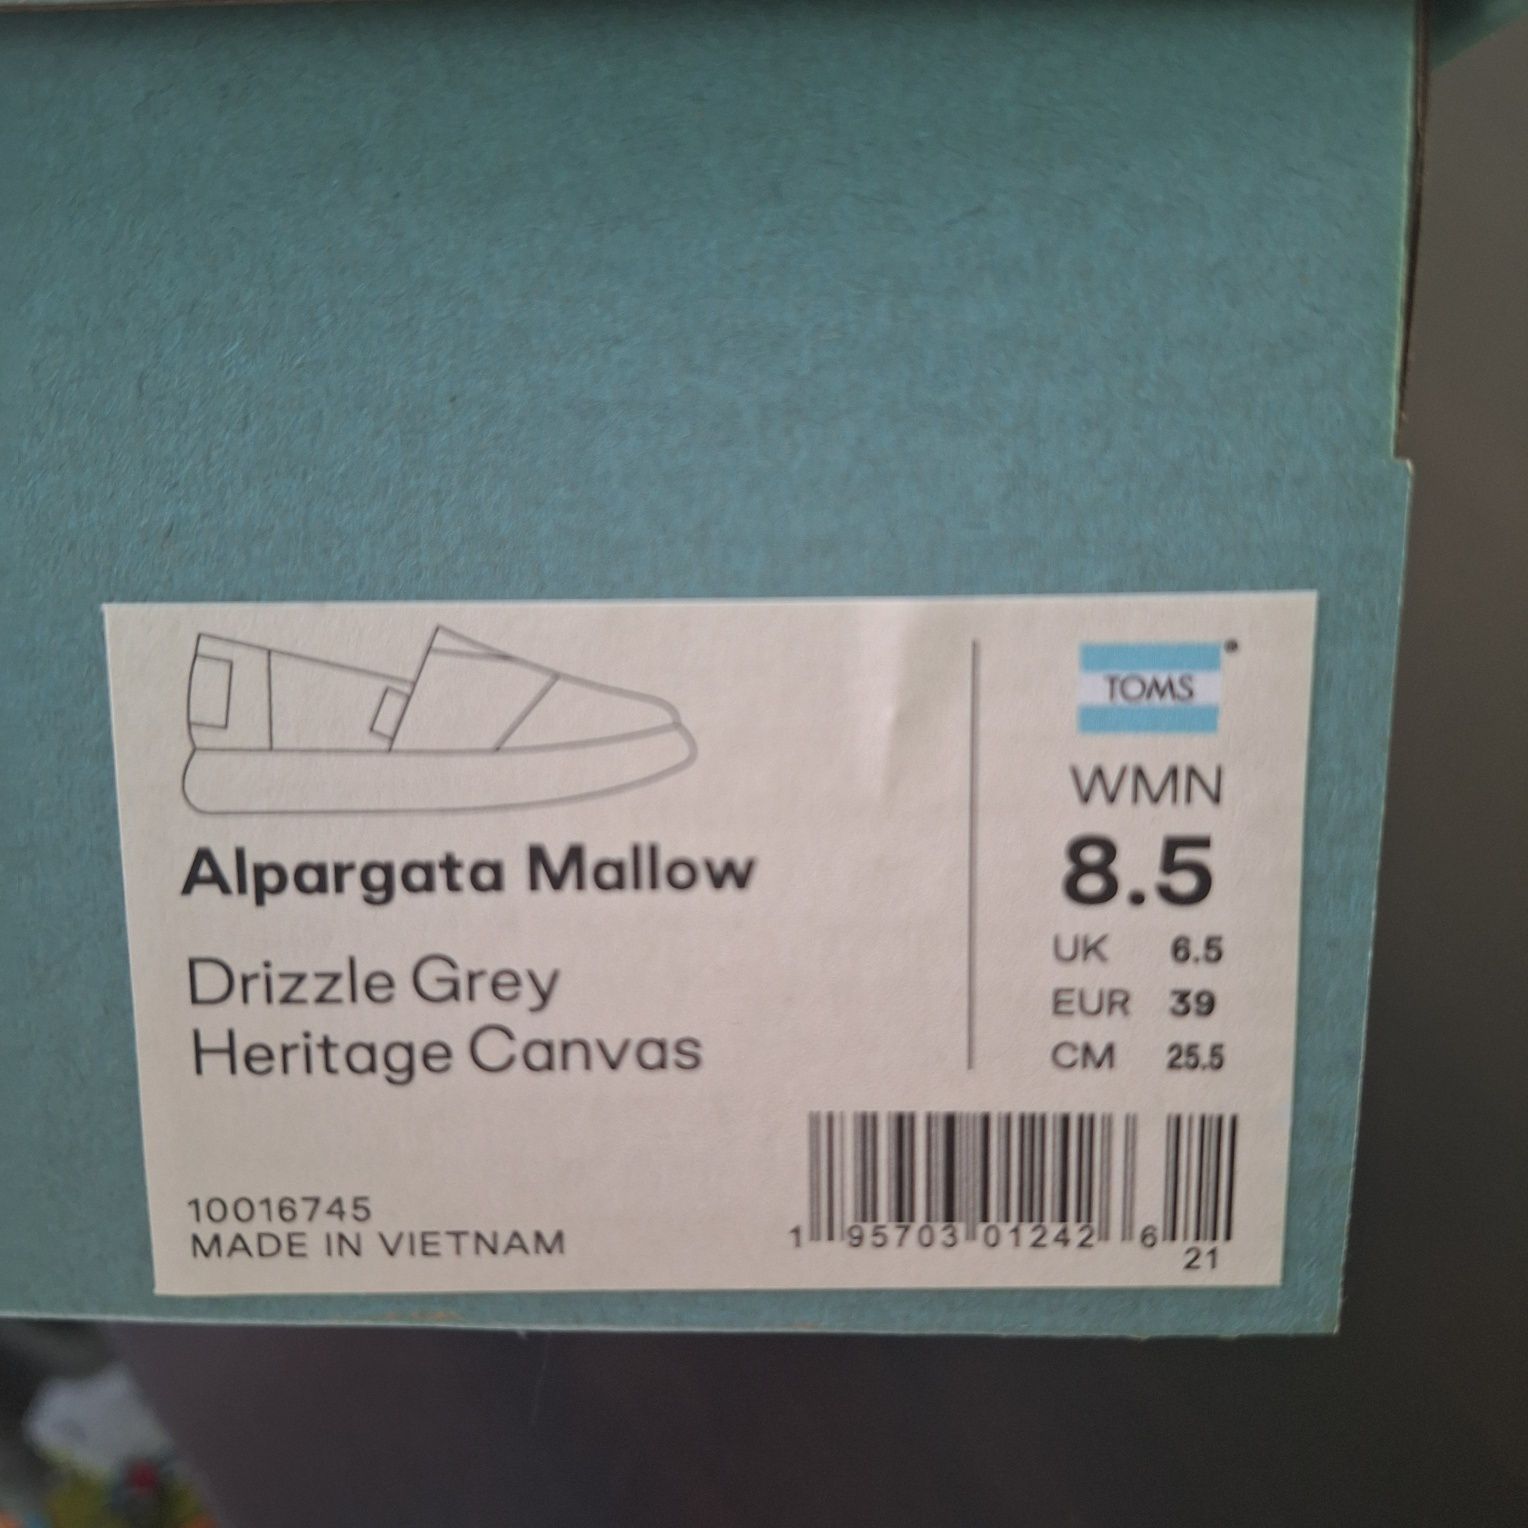 Alpargata Mallow
Drizzle Grey
Heritage Canvas
10016745
MADE IN VIETNAM
TOMS
WMN
8.5
UK 6.5
EUR 39
CM 25.5
1 95703 01242 6
21